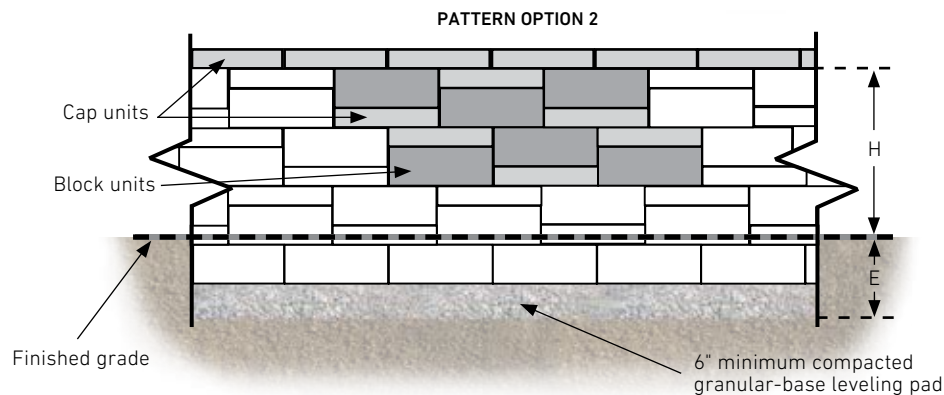 PATTERN OPTION 2
Cap units
H
Block units
E
Finished grade
6" minimum compacted
granular-base leveling pad